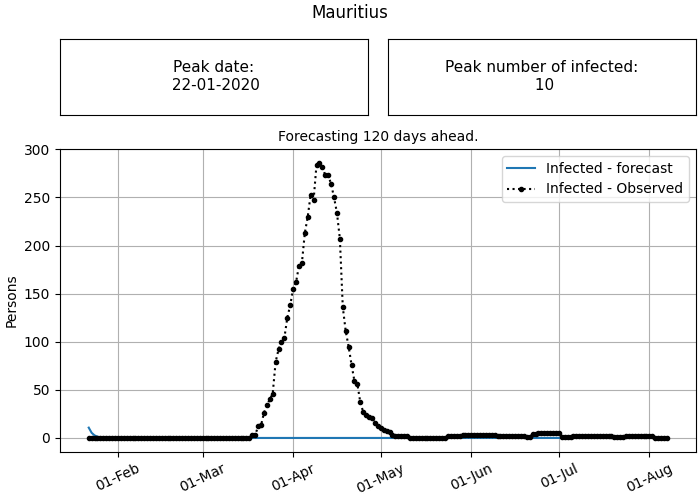 Mauritius
Peak date:
22-01-2020
Peak number of infected:
10
Forecasting 120 days ahead.
300
250
200
150
100
50
0
Persons
Infected - forecast
Infected - Observed
01-Feb
01-Mar
01-Apr
01-May
01-Jun
01-Jul
01-Aug